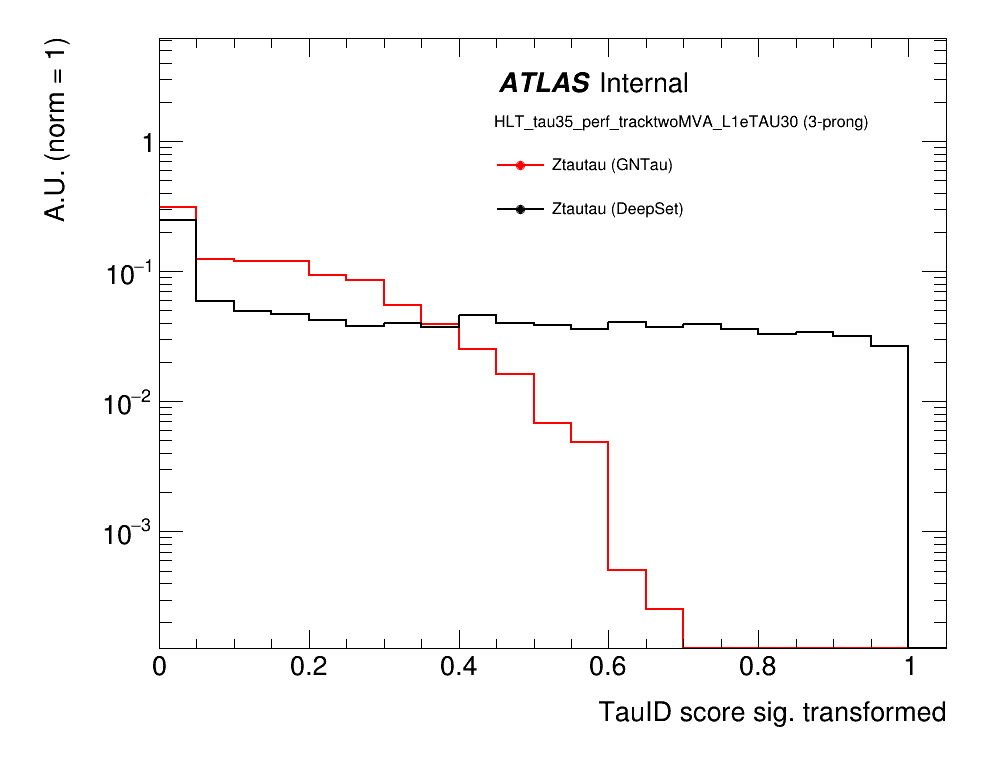 A.U. (norm = 1)
ATLAS Internal
HLT_tau35_perf_tracktwoMVA_L1eTAU30 (3-prong)
Ztautau (GNTau)
Ztautau (DeepSet)
1
10⁻¹
10⁻²
10⁻³
0 0.2 0.4 0.6 0.8 1
TauID score sig. transformed